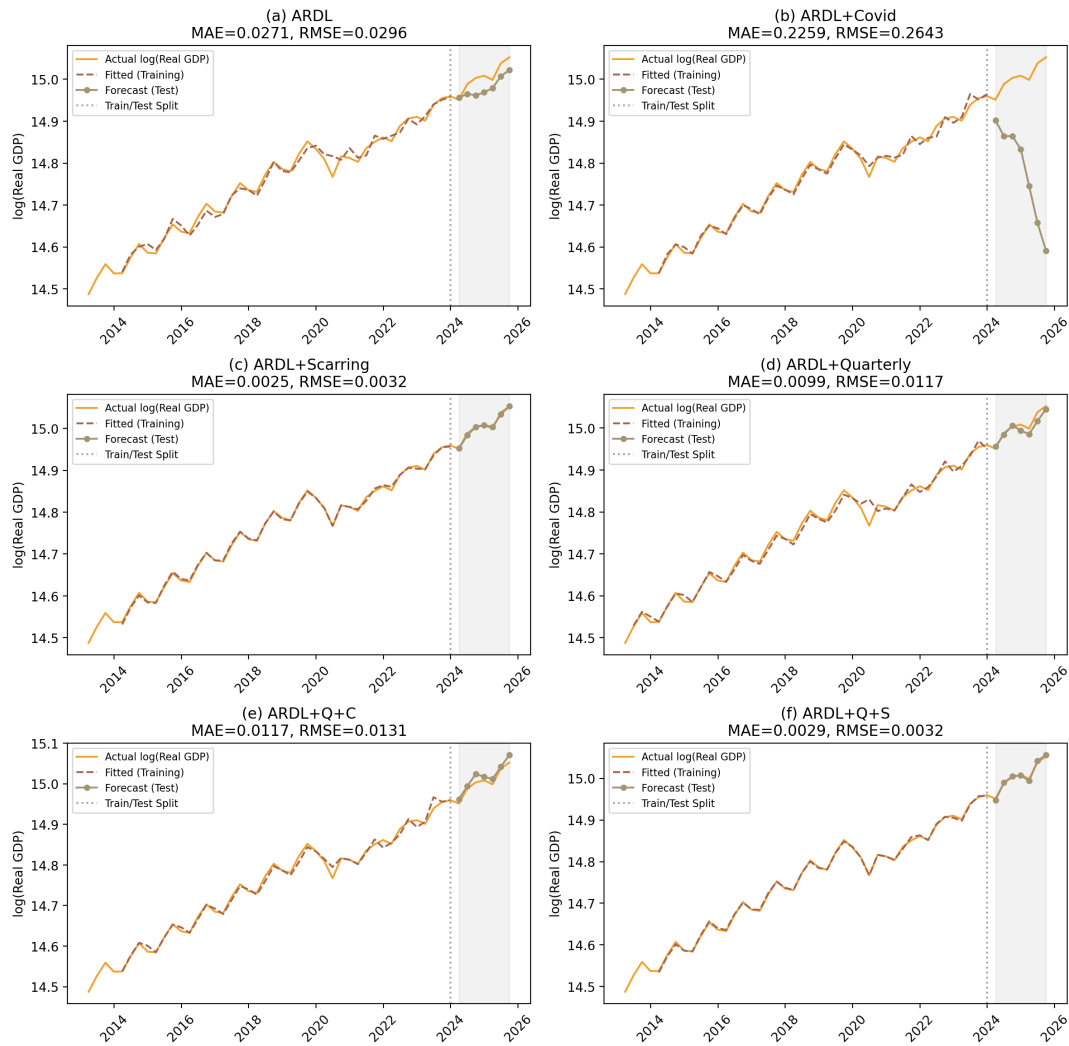 (a) ARDL
MAE=0.0271, RMSE=0.0296
log(Real GDP)
15.0
14.9
14.8
14.7
14.6
14.5
Actual log(Real GDP)
Fitted (Training)
Forecast (Test)
Train/Test Split
2014
2016
2018
2020
2022
2024
2026
(b) ARDL+Covid
MAE=0.2259, RMSE=0.2643
log(Real GDP)
15.0
14.9
14.8
14.7
14.6
14.5
Actual log(Real GDP)
Fitted (Training)
Forecast (Test)
Train/Test Split
2014
2016
2018
2020
2022
2024
2026
(c) ARDL+Scarring
MAE=0.0025, RMSE=0.0032
log(Real GDP)
15.0
14.9
14.8
14.7
14.6
14.5
Actual log(Real GDP)
Fitted (Training)
Forecast (Test)
Train/Test Split
2014
2016
2018
2020
2022
2024
2026
(d) ARDL+Quarterly
MAE=0.0099, RMSE=0.0117
log(Real GDP)
15.0
14.9
14.8
14.7
14.6
14.5
Actual log(Real GDP)
Fitted (Training)
Forecast (Test)
Train/Test Split
2014
2016
2018
2020
2022
2024
2026
(e) ARDL+Q+C
MAE=0.0117, RMSE=0.0131
log(Real GDP)
15.1
15.0
14.9
14.8
14.7
14.6
14.5
Actual log(Real GDP)
Fitted (Training)
Forecast (Test)
Train/Test Split
2014
2016
2018
2020
2022
2024
2026
(f) ARDL+Q+S
MAE=0.0029, RMSE=0.0032
log(Real GDP)
15.0
14.9
14.8
14.7
14.6
14.5
Actual log(Real GDP)
Fitted (Training)
Forecast (Test)
Train/Test Split
2014
2016
2018
2020
2022
2024
2026